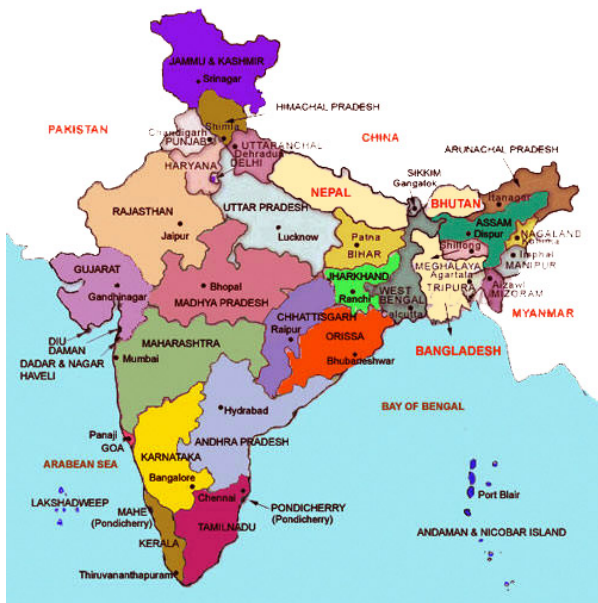 JAMMU & KASHMIR
Srinagar
HIMACHAL PRADESH
PAKISTAN
Chandigarh
Shimla
PUNJAB
CHINA
UTTARANCHAL
Dehradun
HARYANA
DELHI
ARUNACHAL PRADESH
SIKKIM
Gangtok
NEPAL
BHUTAN
Itanagar
RAJASTHAN
UTTAR PRADESH
ASSAM
Dispur
NAGALAND
Kohima
Jaipur
Lucknow
Patna
BIHAR
Shillong
MEGHALAYA
Imphal
MANIPUR
GUJARAT
Gandhinagar
Bhopal
MADHYA PRADESH
JHARKHAND
Ranchi
WEST
BENGAL
Calcutta
Agartala
TRIPURA
Aizawl
MIZORAM
MYANMAR
CHHATTISGARH
Raipur
DIU
DAMAN
DADAR & NAGAR
HAVELI
MAHARASHTRA
Mumbai
ORISSA
Bhubaneshwar
BANGLADESH
Hydrabad
BAY OF BENGAL
Panaji
GOA
KARNATAKA
ANDHRA PRADESH
ARABEAN SEA
Bangalore
Chennai
LAKSHADWEEP
MAHE
(Pondicherry)
PONDICHERRY
(Pondicherry)
Port Blair
TAMILNADU
KERALA
ANDAMAN & NICOBAR ISLAND
Thiruvananthapuram